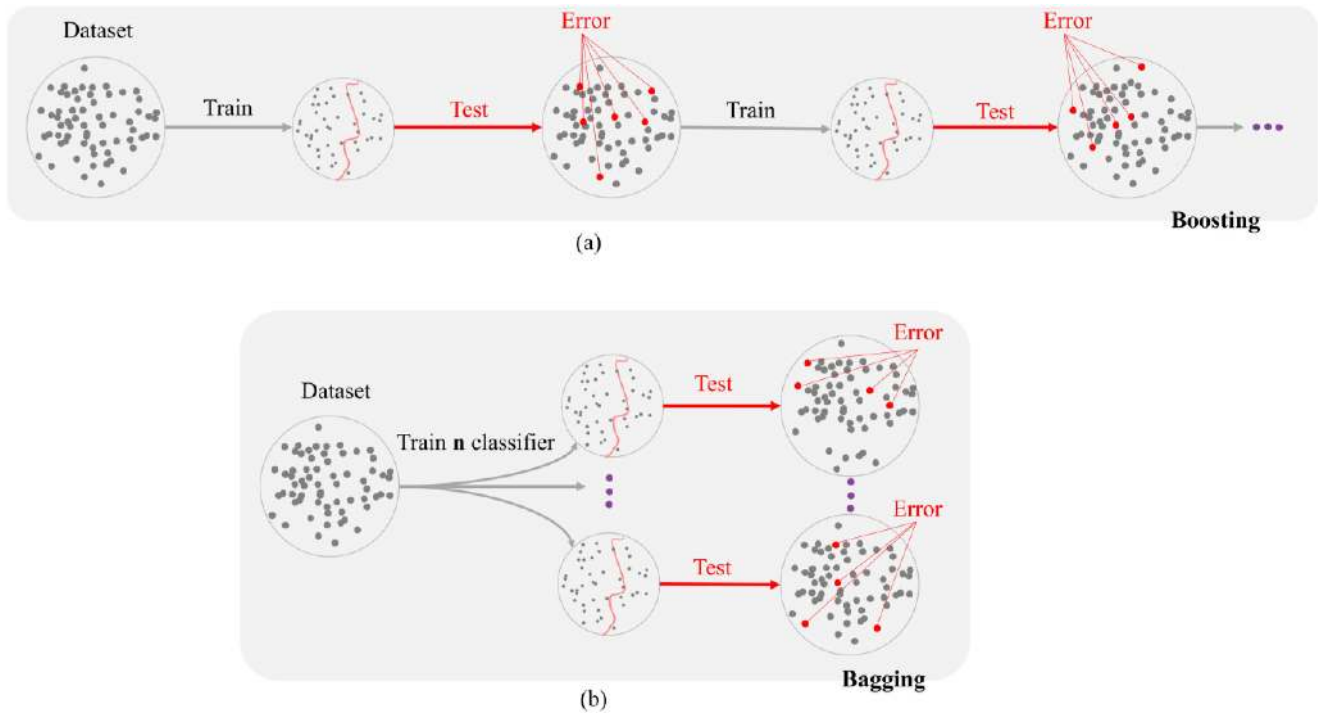 Error
Error
Dataset
Train
Test
Train
Test
Boosting
(a)
Error
Dataset
Test
Train n classifier
Error
Test
Bagging
(b)